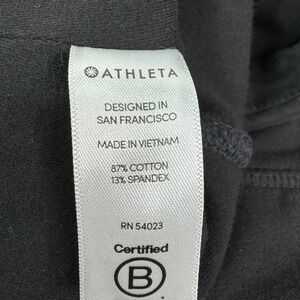 ATHLETA
DESIGNED IN
SAN FRANCISCO
MADE IN VIETNAM
87% COTTON
13% SPANDEX
RN 54023
Certified
B